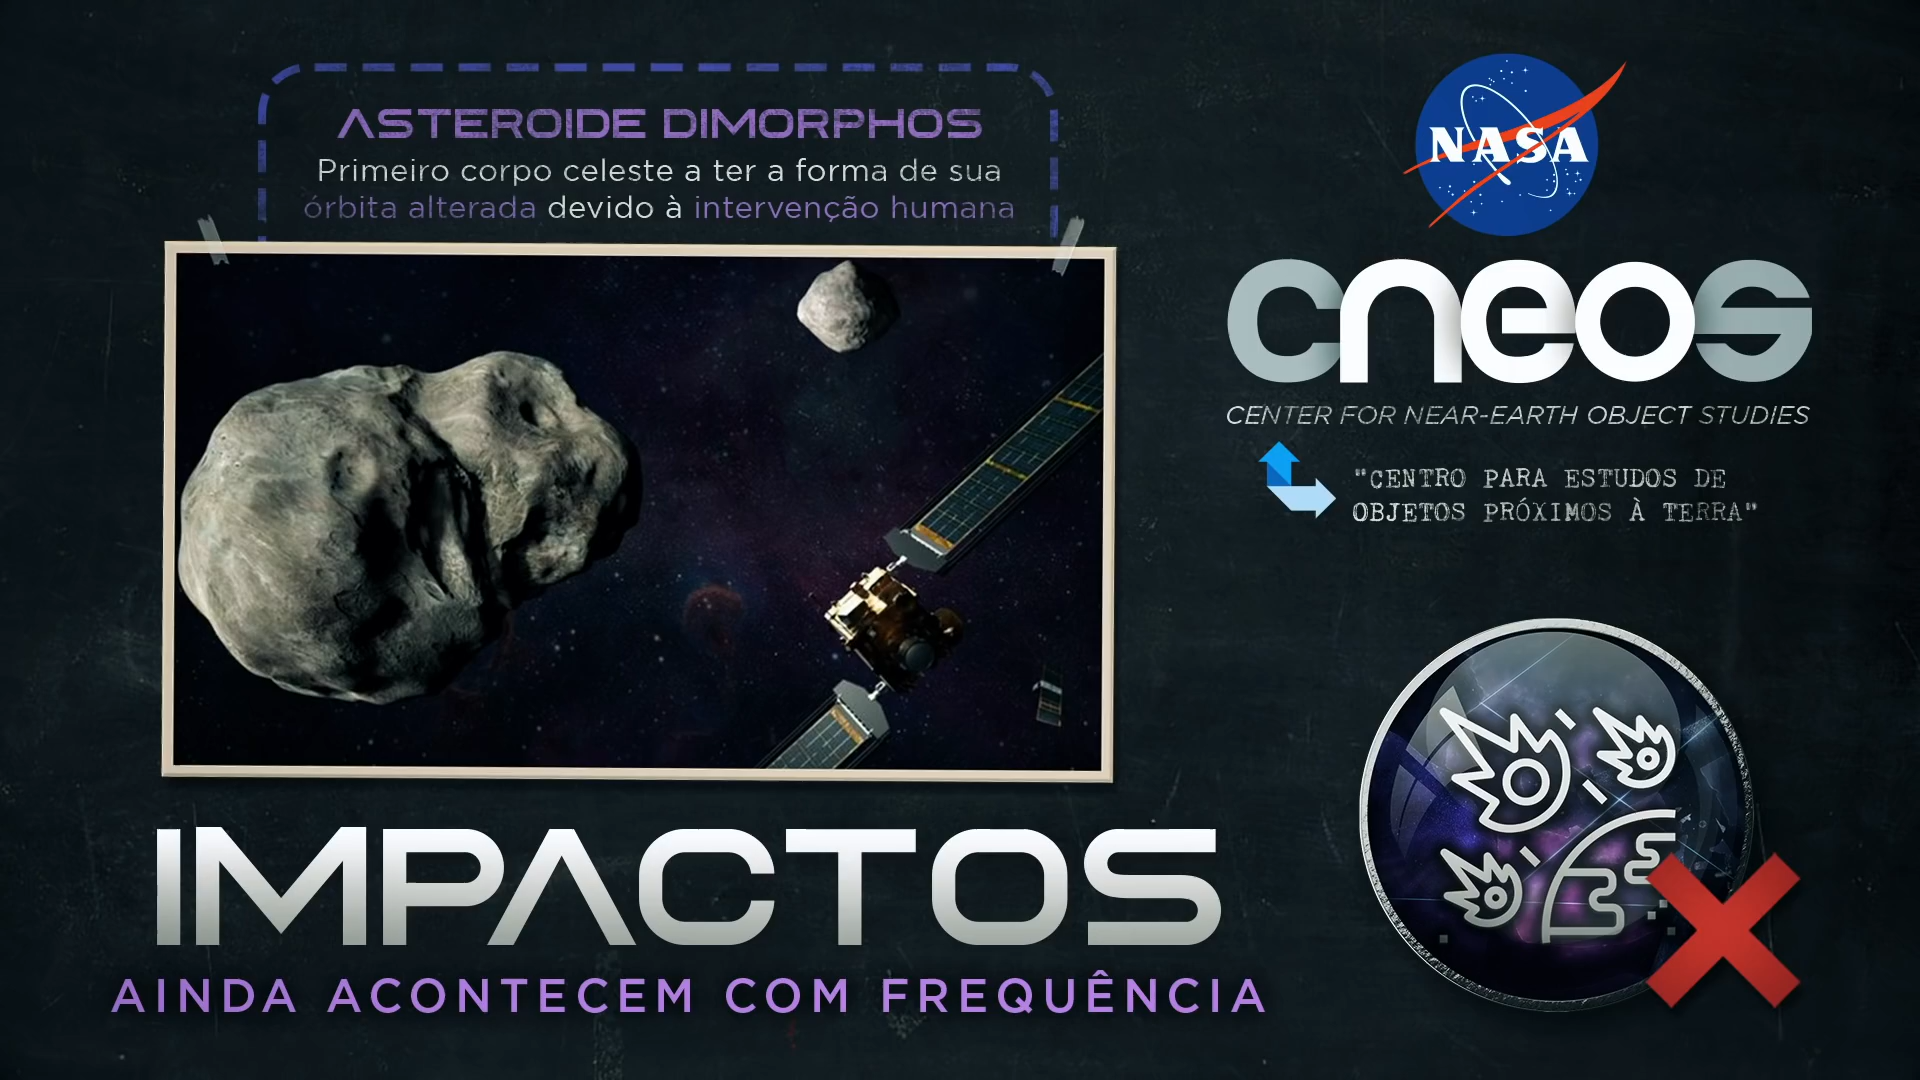 ASTEROIDE DIMORPHOS
Primeiro corpo celeste a ter a forma de sua
órbita alterada devido à intervenção humana
NASA
cneos
CENTER FOR NEAR-EARTH OBJECT STUDIES
"CENTRO PARA ESTUDOS DE
OBJETOS PRÓXIMOS À TERRA"
IMPACTOS
AINDA ACONTECEM COM FREQUÊNCIA